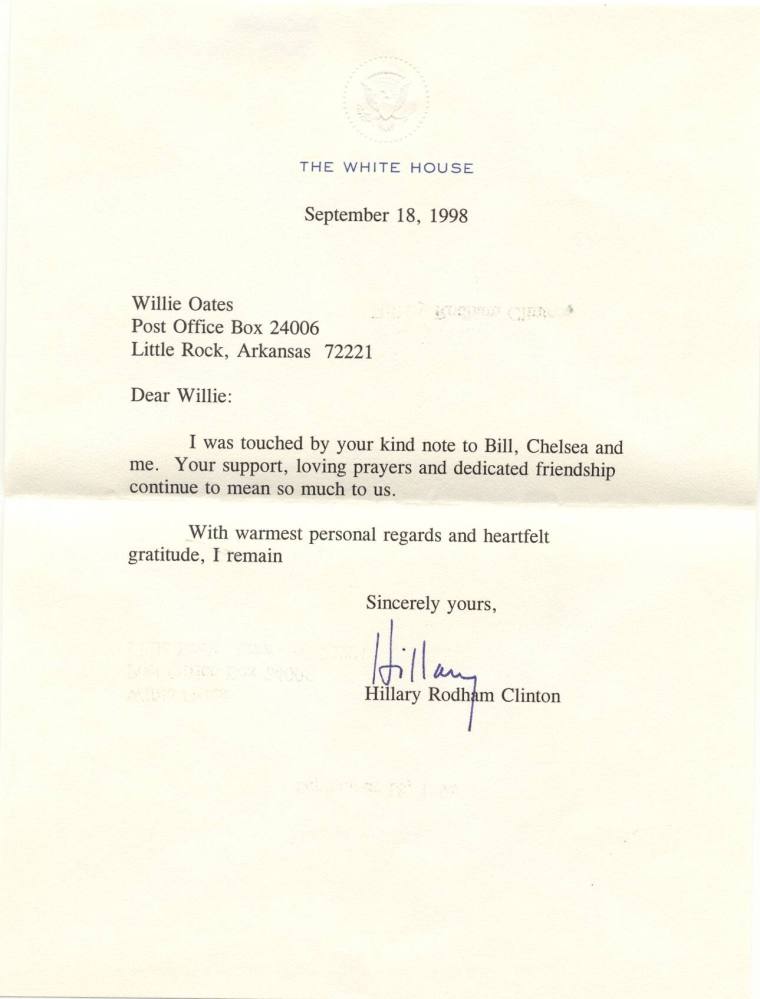 THE WHITE HOUSE
September 18, 1998
Willie Oates
Post Office Box 24006
Little Rock, Arkansas 72221
Dear Willie:
I was touched by your kind note to Bill, Chelsea and
me. Your support, loving prayers and dedicated friendship
continue to mean so much to us.
With warmest personal regards and heartfelt
gratitude, I remain
Sincerely yours,
Hillary
Hillary Rodham Clinton